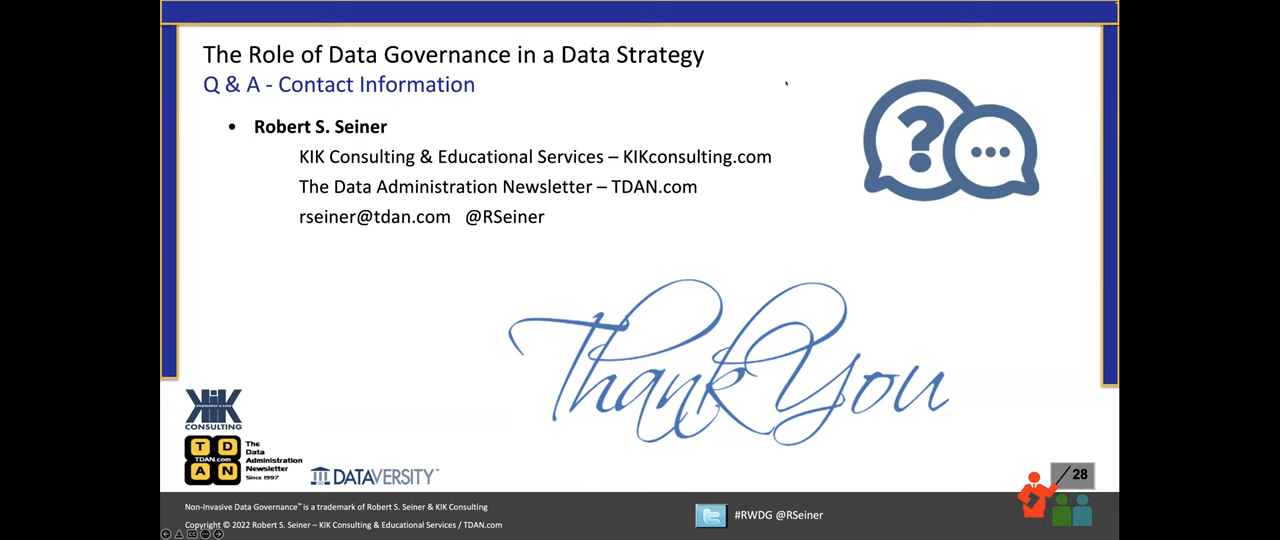 The Role of Data Governance in a Data Strategy
Q & A - Contact Information
• Robert S. Seiner
KIK Consulting & Educational Services – KIKconsulting.com
The Data Administration Newsletter – TDAN.com
rseiner@tdan.com @RSeiner
?
Thank You
KIK
CONSULTING
T D
TDAN.com
A N
The
Data
Administration
Newsletter
Since 1997
DATAVERSITY™
28
Non-Invasive Data Governance™ is a trademark of Robert S. Seiner & KIK Consulting
Copyright © 2022 Robert S. Seiner – KIK Consulting & Educational Services / TDAN.com
#RWDG @RSeiner